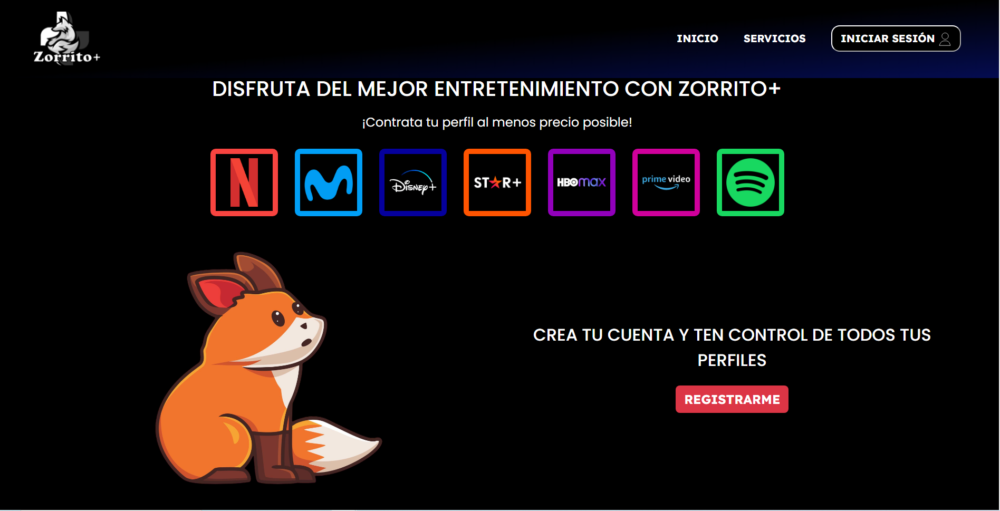 Zorrito+
INICIO
SERVICIOS
INICIAR SESIÓN
DISFRUTA DEL MEJOR ENTRETENIMIENTO CON ZORRITO+
¡Contrata tu perfil al menos precio posible!
N
Disney+
STAR+
HBOmax
prime video
CREA TU CUENTA Y TEN CONTROL DE TODOS TUS
PERFILES
REGISTRARME